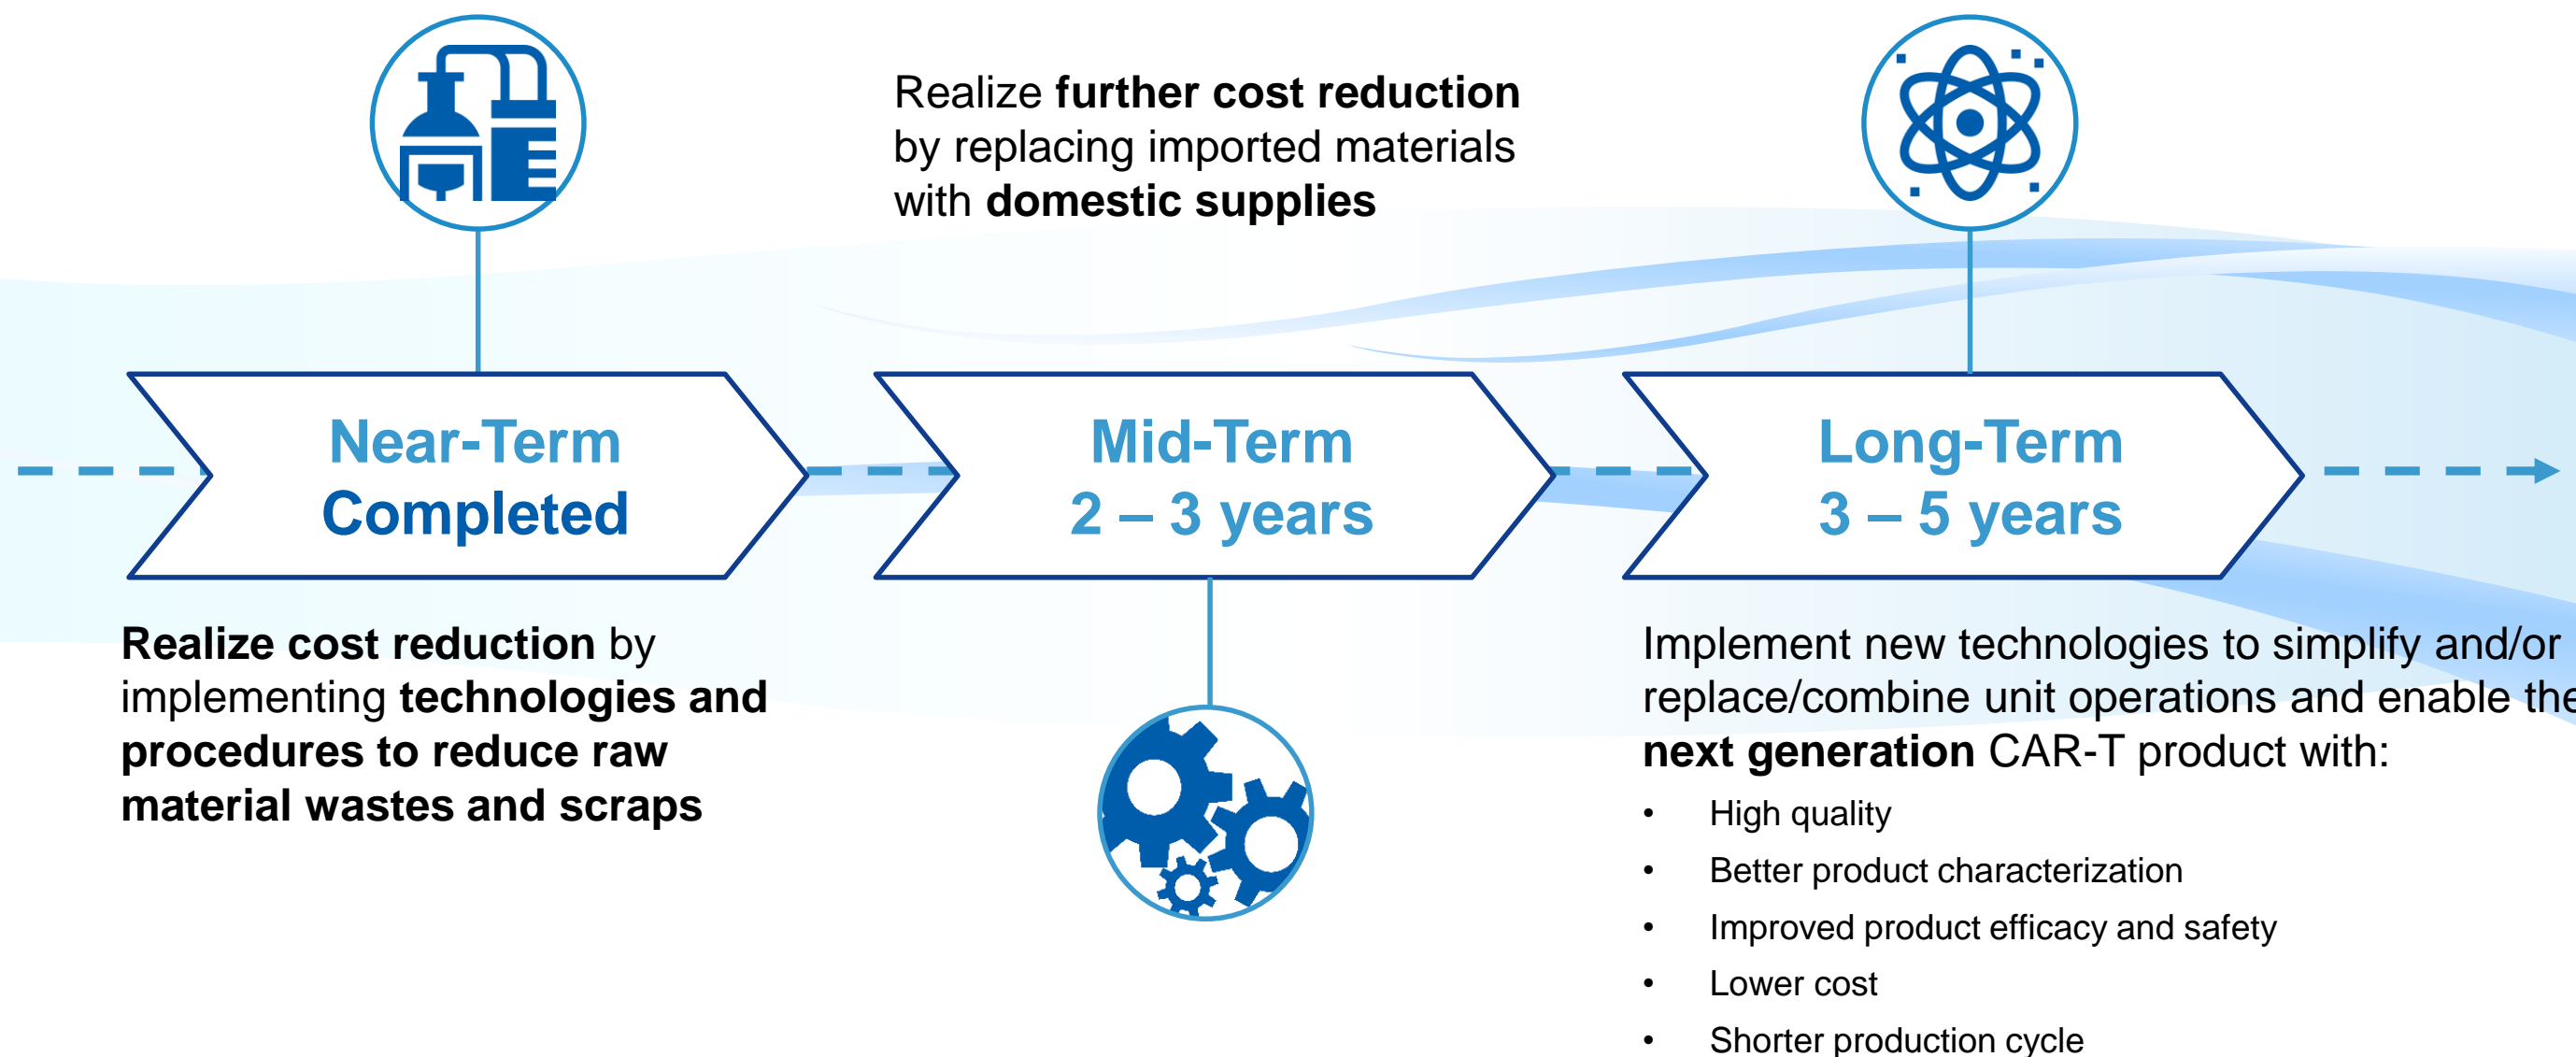 Realize further cost reduction
by replacing imported materials
with domestic supplies
Near-Term
Completed
Mid-Term
2 – 3 years
Long-Term
3 – 5 years
Realize cost reduction by
implementing technologies and
procedures to reduce raw
material wastes and scraps
Implement new technologies to simplify and/or
replace/combine unit operations and enable the
next generation CAR-T product with:
• High quality
• Better product characterization
• Improved product efficacy and safety
• Lower cost
• Shorter production cycle